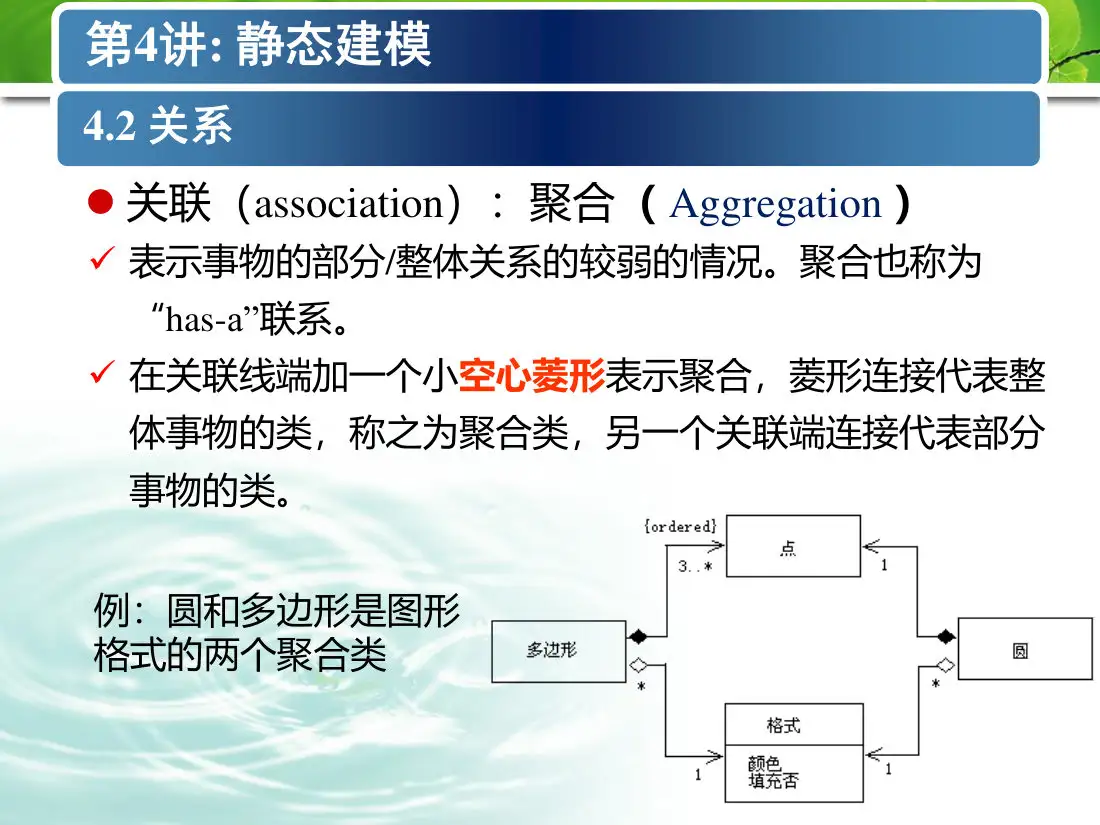 第4讲: 静态建模
4.2 关系
关联（association）：聚合（Aggregation）
表示事物的部分/整体关系的较弱的情况。聚合也称为
“has-a”联系。
在关联线端加一个小空心菱形表示聚合，菱形连接代表整
体事物的类，称之为聚合类，另一个关联端连接代表部分
事物的类。
例：圆和多边形是图形
格式的两个聚合类
{ordered}
3..*
点
1
多边形
圆
*
*
格式
颜色
填充否
1
1